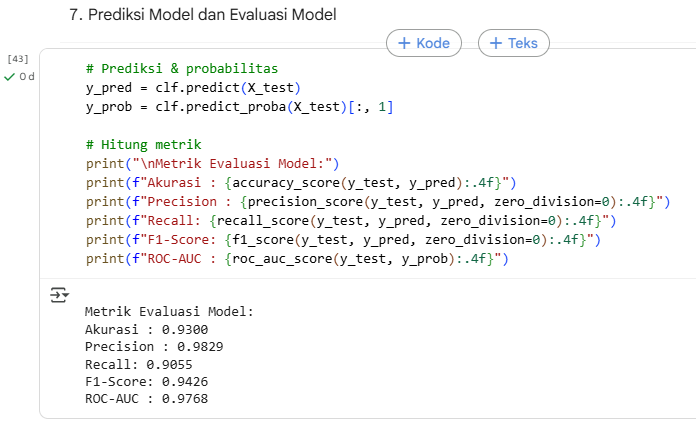 7. Prediksi Model dan Evaluasi Model
+ Kode
+ Teks
[43]
0 d
# Prediksi & probabilitas
y_pred = clf.predict(X_test)
y_prob = clf.predict_proba(X_test)[:, 1]
# Hitung metrik
print("\nMetrik Evaluasi Model:")
print(f"Akurasi : {accuracy_score(y_test, y_pred):.4f}")
print(f"Precision : {precision_score(y_test, y_pred, zero_division=0):.4f}")
print(f"Recall: {recall_score(y_test, y_pred, zero_division=0):.4f}")
print(f"F1-Score: {f1_score(y_test, y_pred, zero_division=0):.4f}")
print(f"ROC-AUC : {roc_auc_score(y_test, y_prob):.4f}")
Metrik Evaluasi Model:
Akurasi : 0.9300
Precision : 0.9829
Recall: 0.9055
F1-Score: 0.9426
ROC-AUC : 0.9768